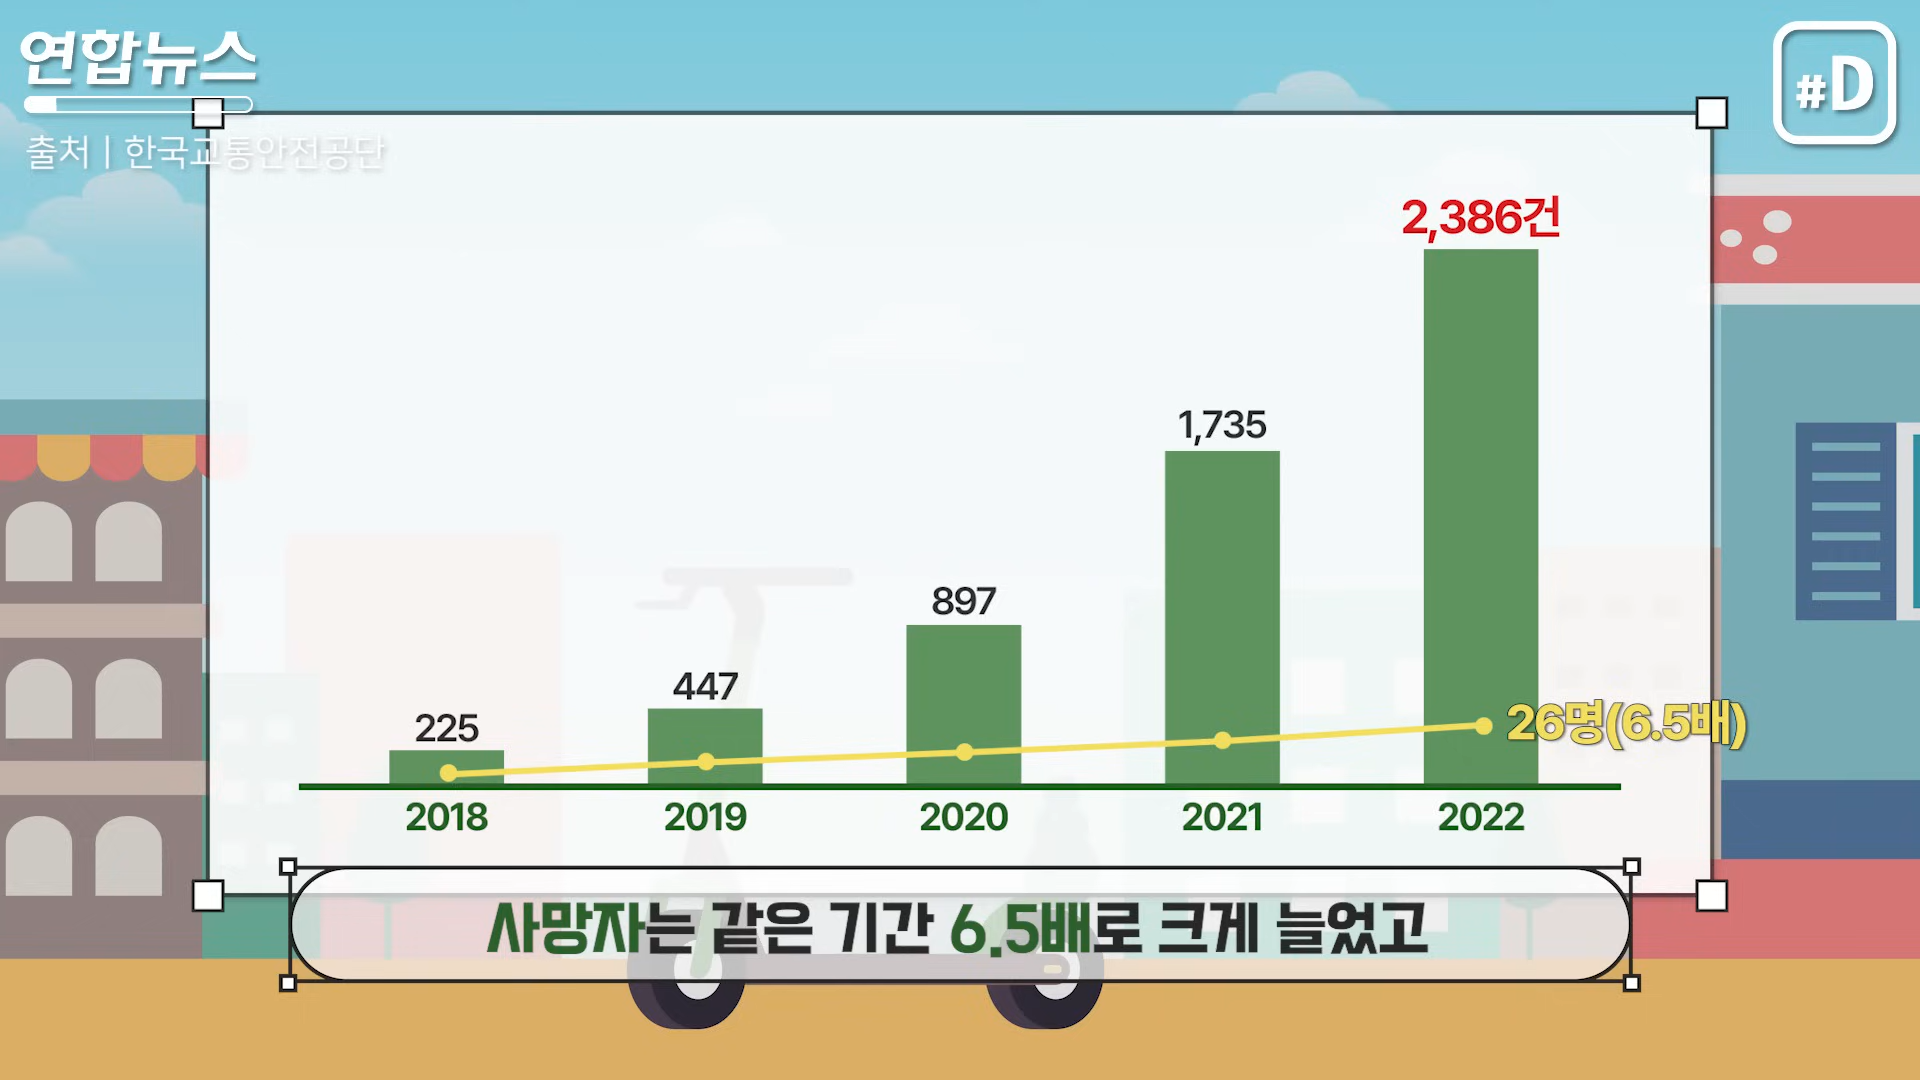 연합뉴스
#D
출처 | 한국교통안전공단
2,386건
1,735
897
447
225
26명(6.5배)
2018 2019 2020 2021 2022
사망자는 같은 기간 6.5배로 크게 늘었고